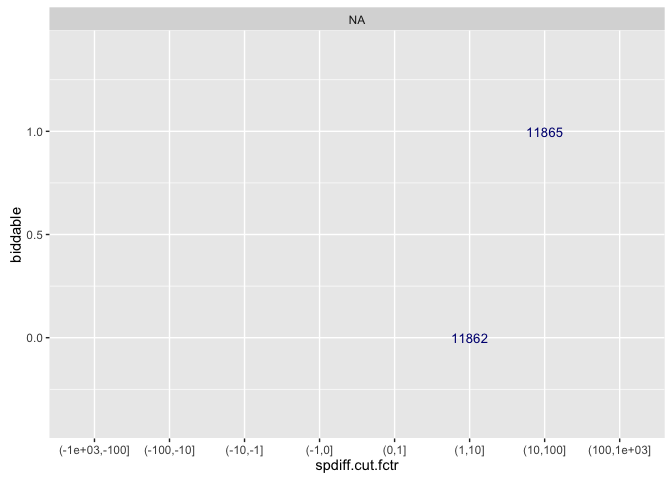 NA
1.0
11865
0.5
biddable
0.0
11862
(-1e+03,-100] (-100,-10] (-10,-1] (-1,0] (0,1] (1,10] (10,100] (100,1e+03]
spdiff.cut.fctr